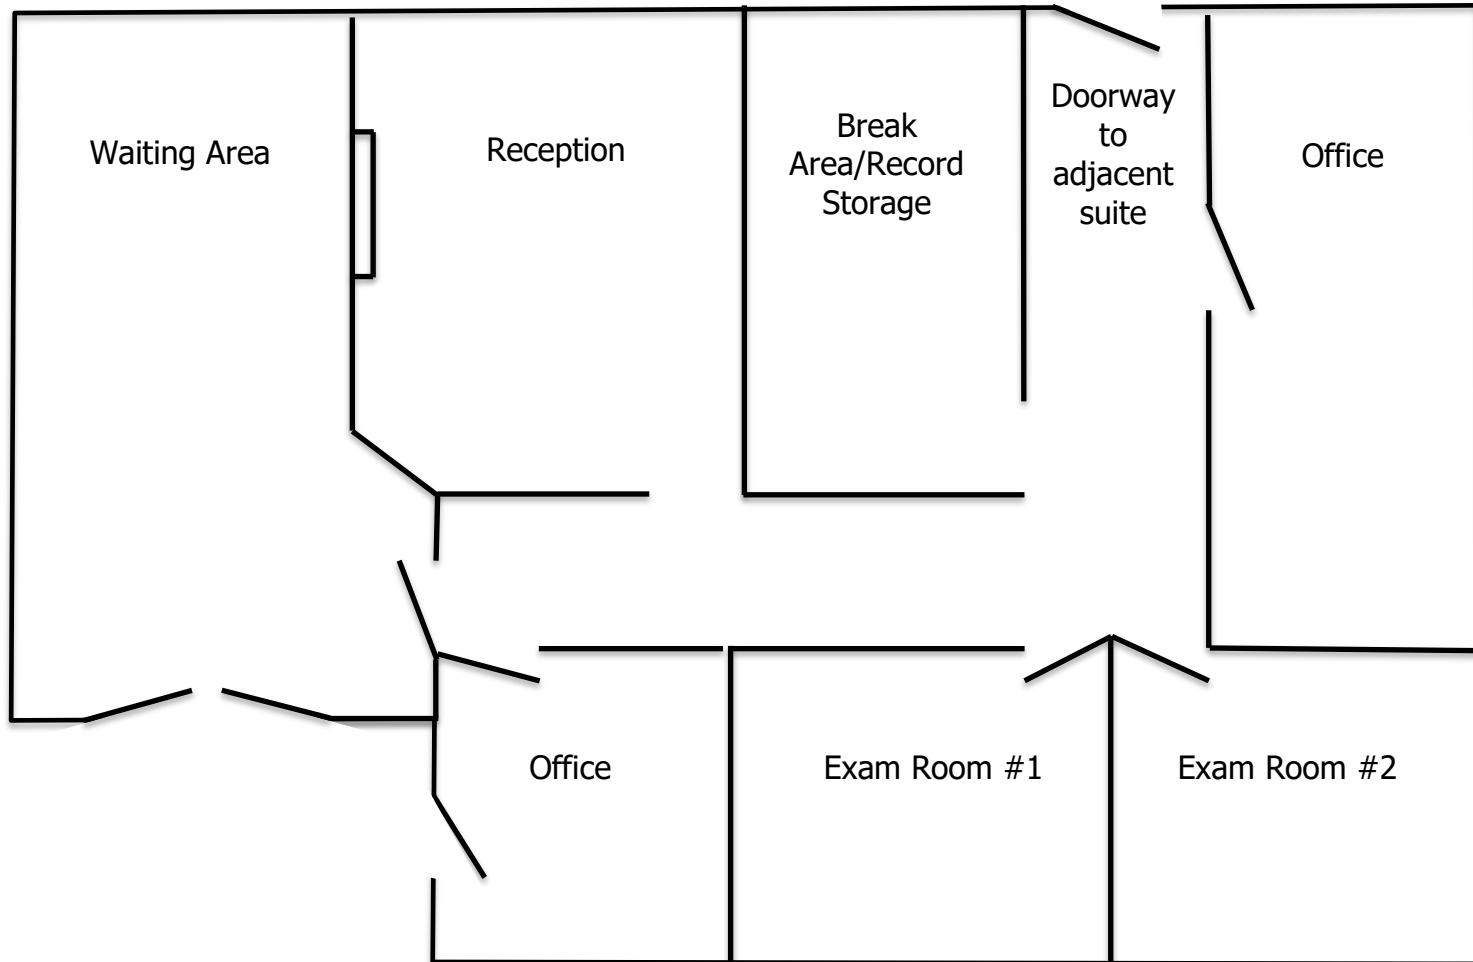 Waiting Area
Reception
Break
Area/Record
Storage
Doorway
to
adjacent
suite
Office
Office
Exam Room #1
Exam Room #2